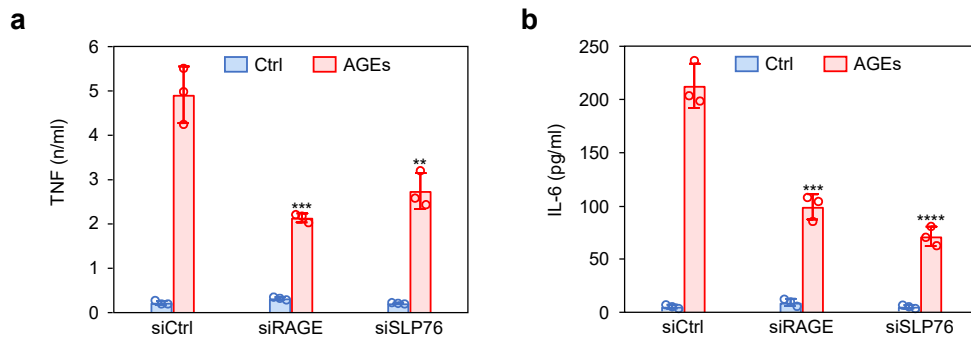 a
TNF (n/ml)
6
5
4
3
2
1
0
Ctrl
AGEs
***
**
siCtrl
siRAGE
siSLP76
b
IL-6 (pg/ml)
250
200
150
100
50
0
Ctrl
AGEs
***
****
siCtrl
siRAGE
siSLP76